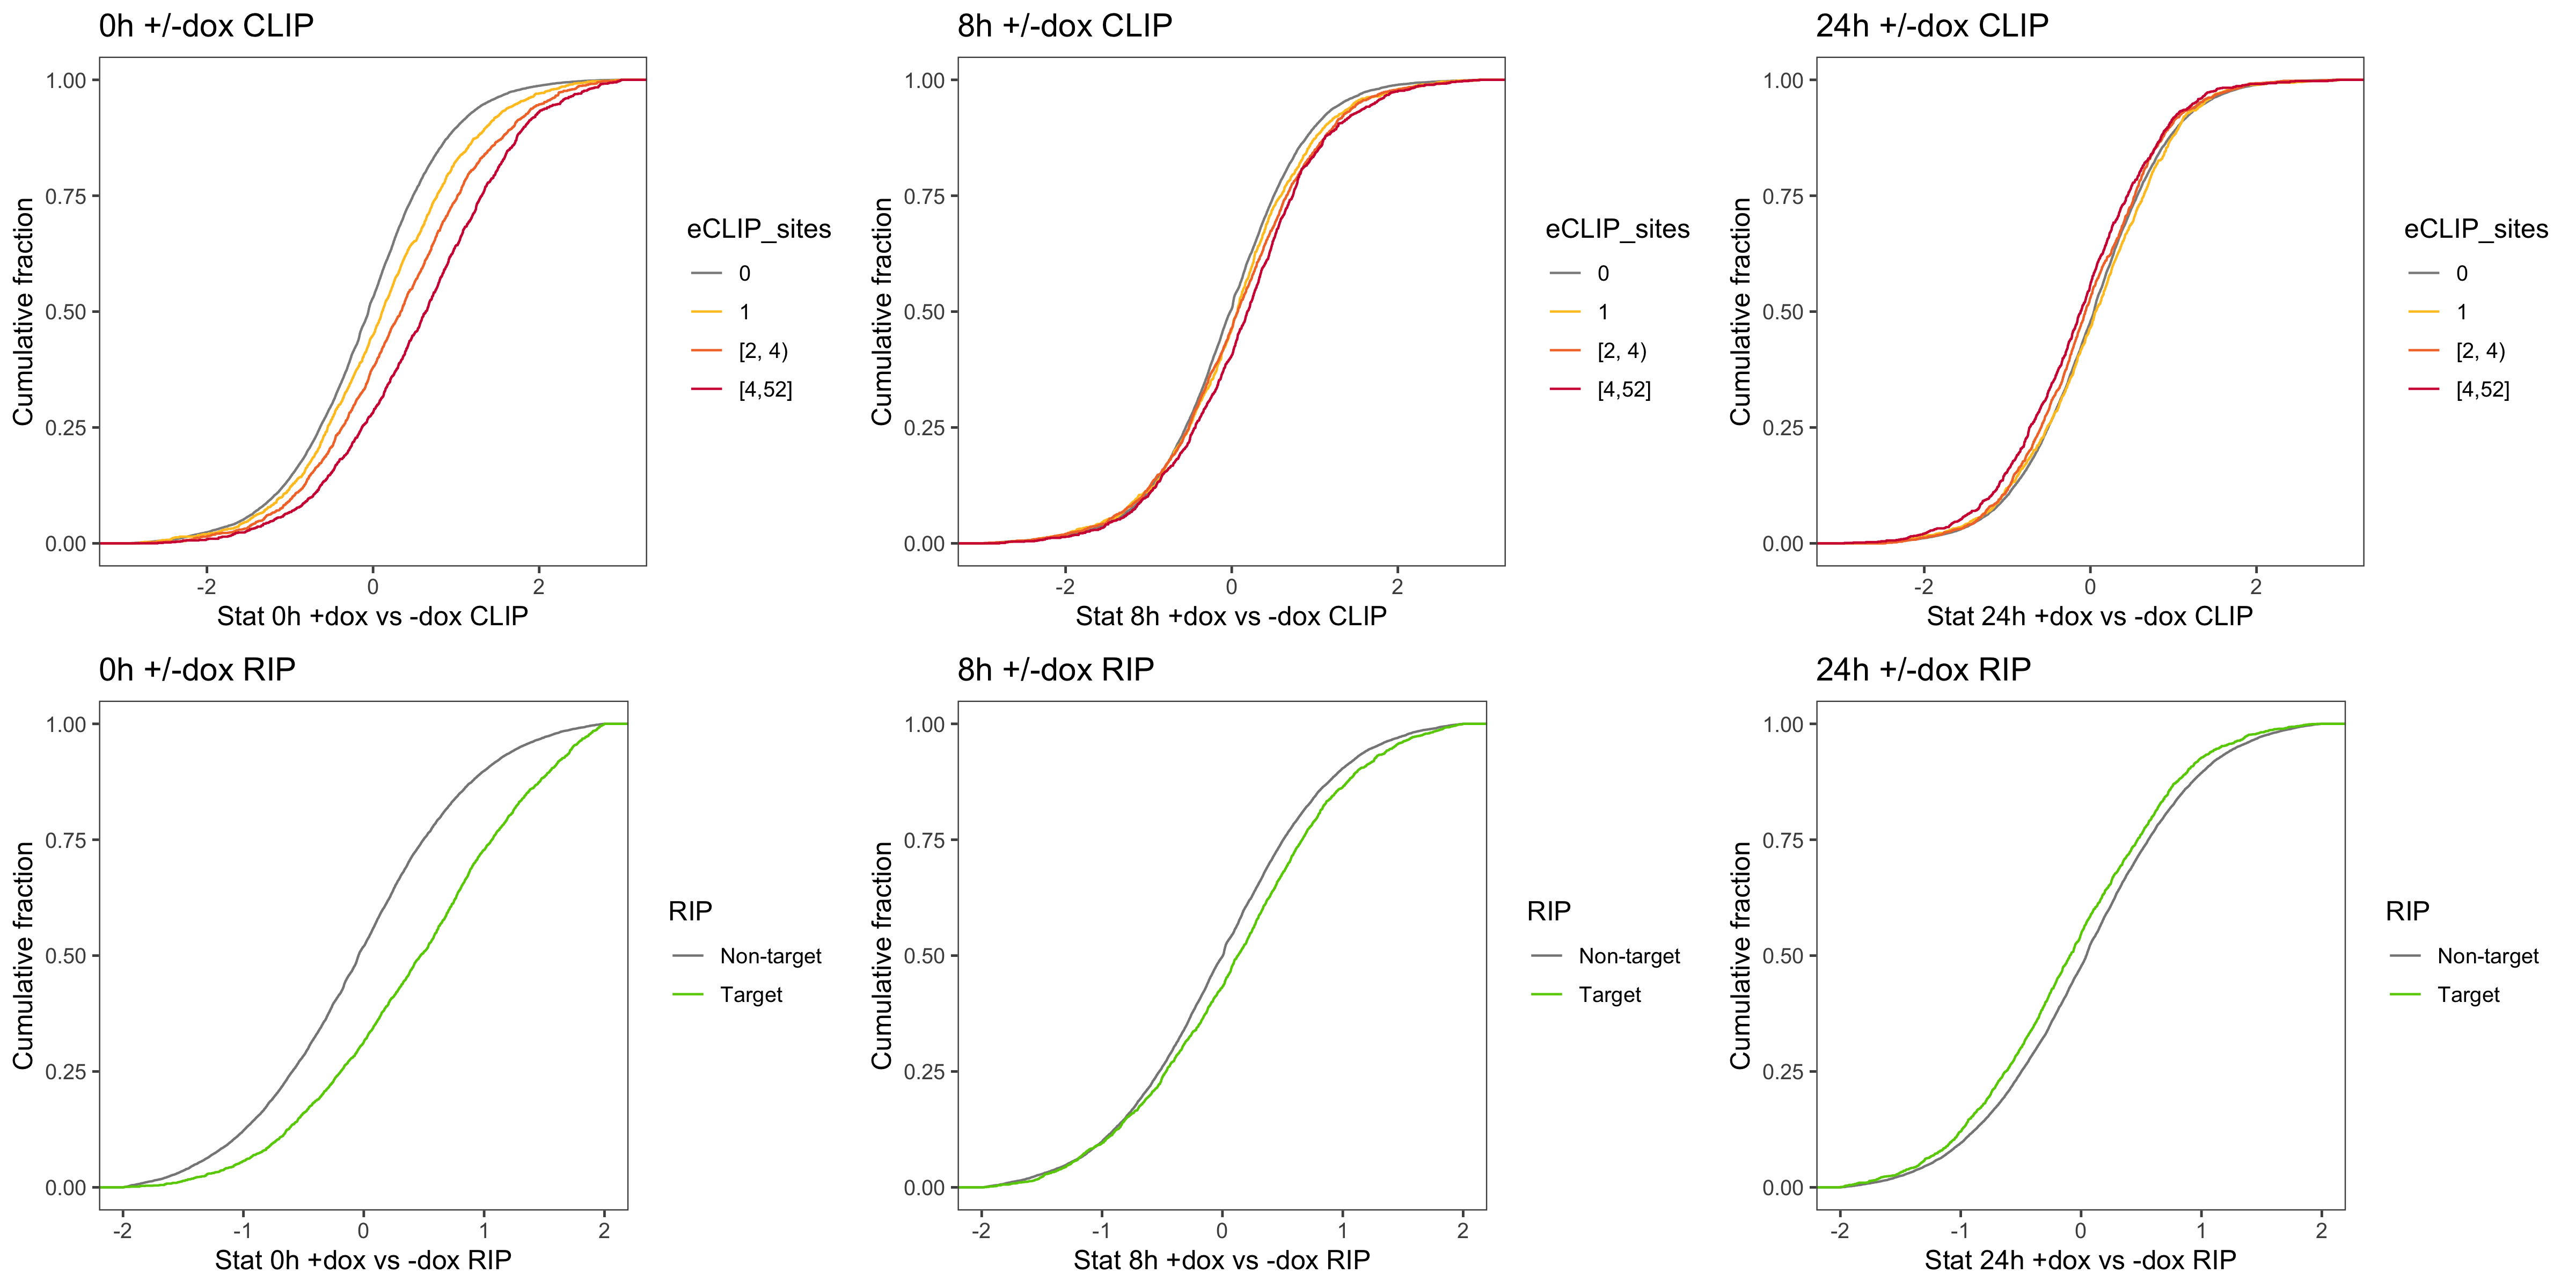 0h +/-dox CLIP
1.00
0.75
0.50
0.25
0.00
Cumulative fraction
-2 0 2
Stat 0h +dox vs -dox CLIP
eCLIP_sites
0
1
[2, 4)
[4,52]
8h +/-dox CLIP
1.00
0.75
0.50
0.25
0.00
Cumulative fraction
-2 0 2
Stat 8h +dox vs -dox CLIP
eCLIP_sites
0
1
[2, 4)
[4,52]
24h +/-dox CLIP
1.00
0.75
0.50
0.25
0.00
Cumulative fraction
-2 0 2
Stat 24h +dox vs -dox CLIP
eCLIP_sites
0
1
[2, 4)
[4,52]
0h +/-dox RIP
1.00
0.75
0.50
0.25
0.00
Cumulative fraction
-2 -1 0 1 2
Stat 0h +dox vs -dox RIP
RIP
Non-target
Target
8h +/-dox RIP
1.00
0.75
0.50
0.25
0.00
Cumulative fraction
-2 -1 0 1 2
Stat 8h +dox vs -dox RIP
RIP
Non-target
Target
24h +/-dox RIP
1.00
0.75
0.50
0.25
0.00
Cumulative fraction
-2 -1 0 1 2
Stat 24h +dox vs -dox RIP
RIP
Non-target
Target